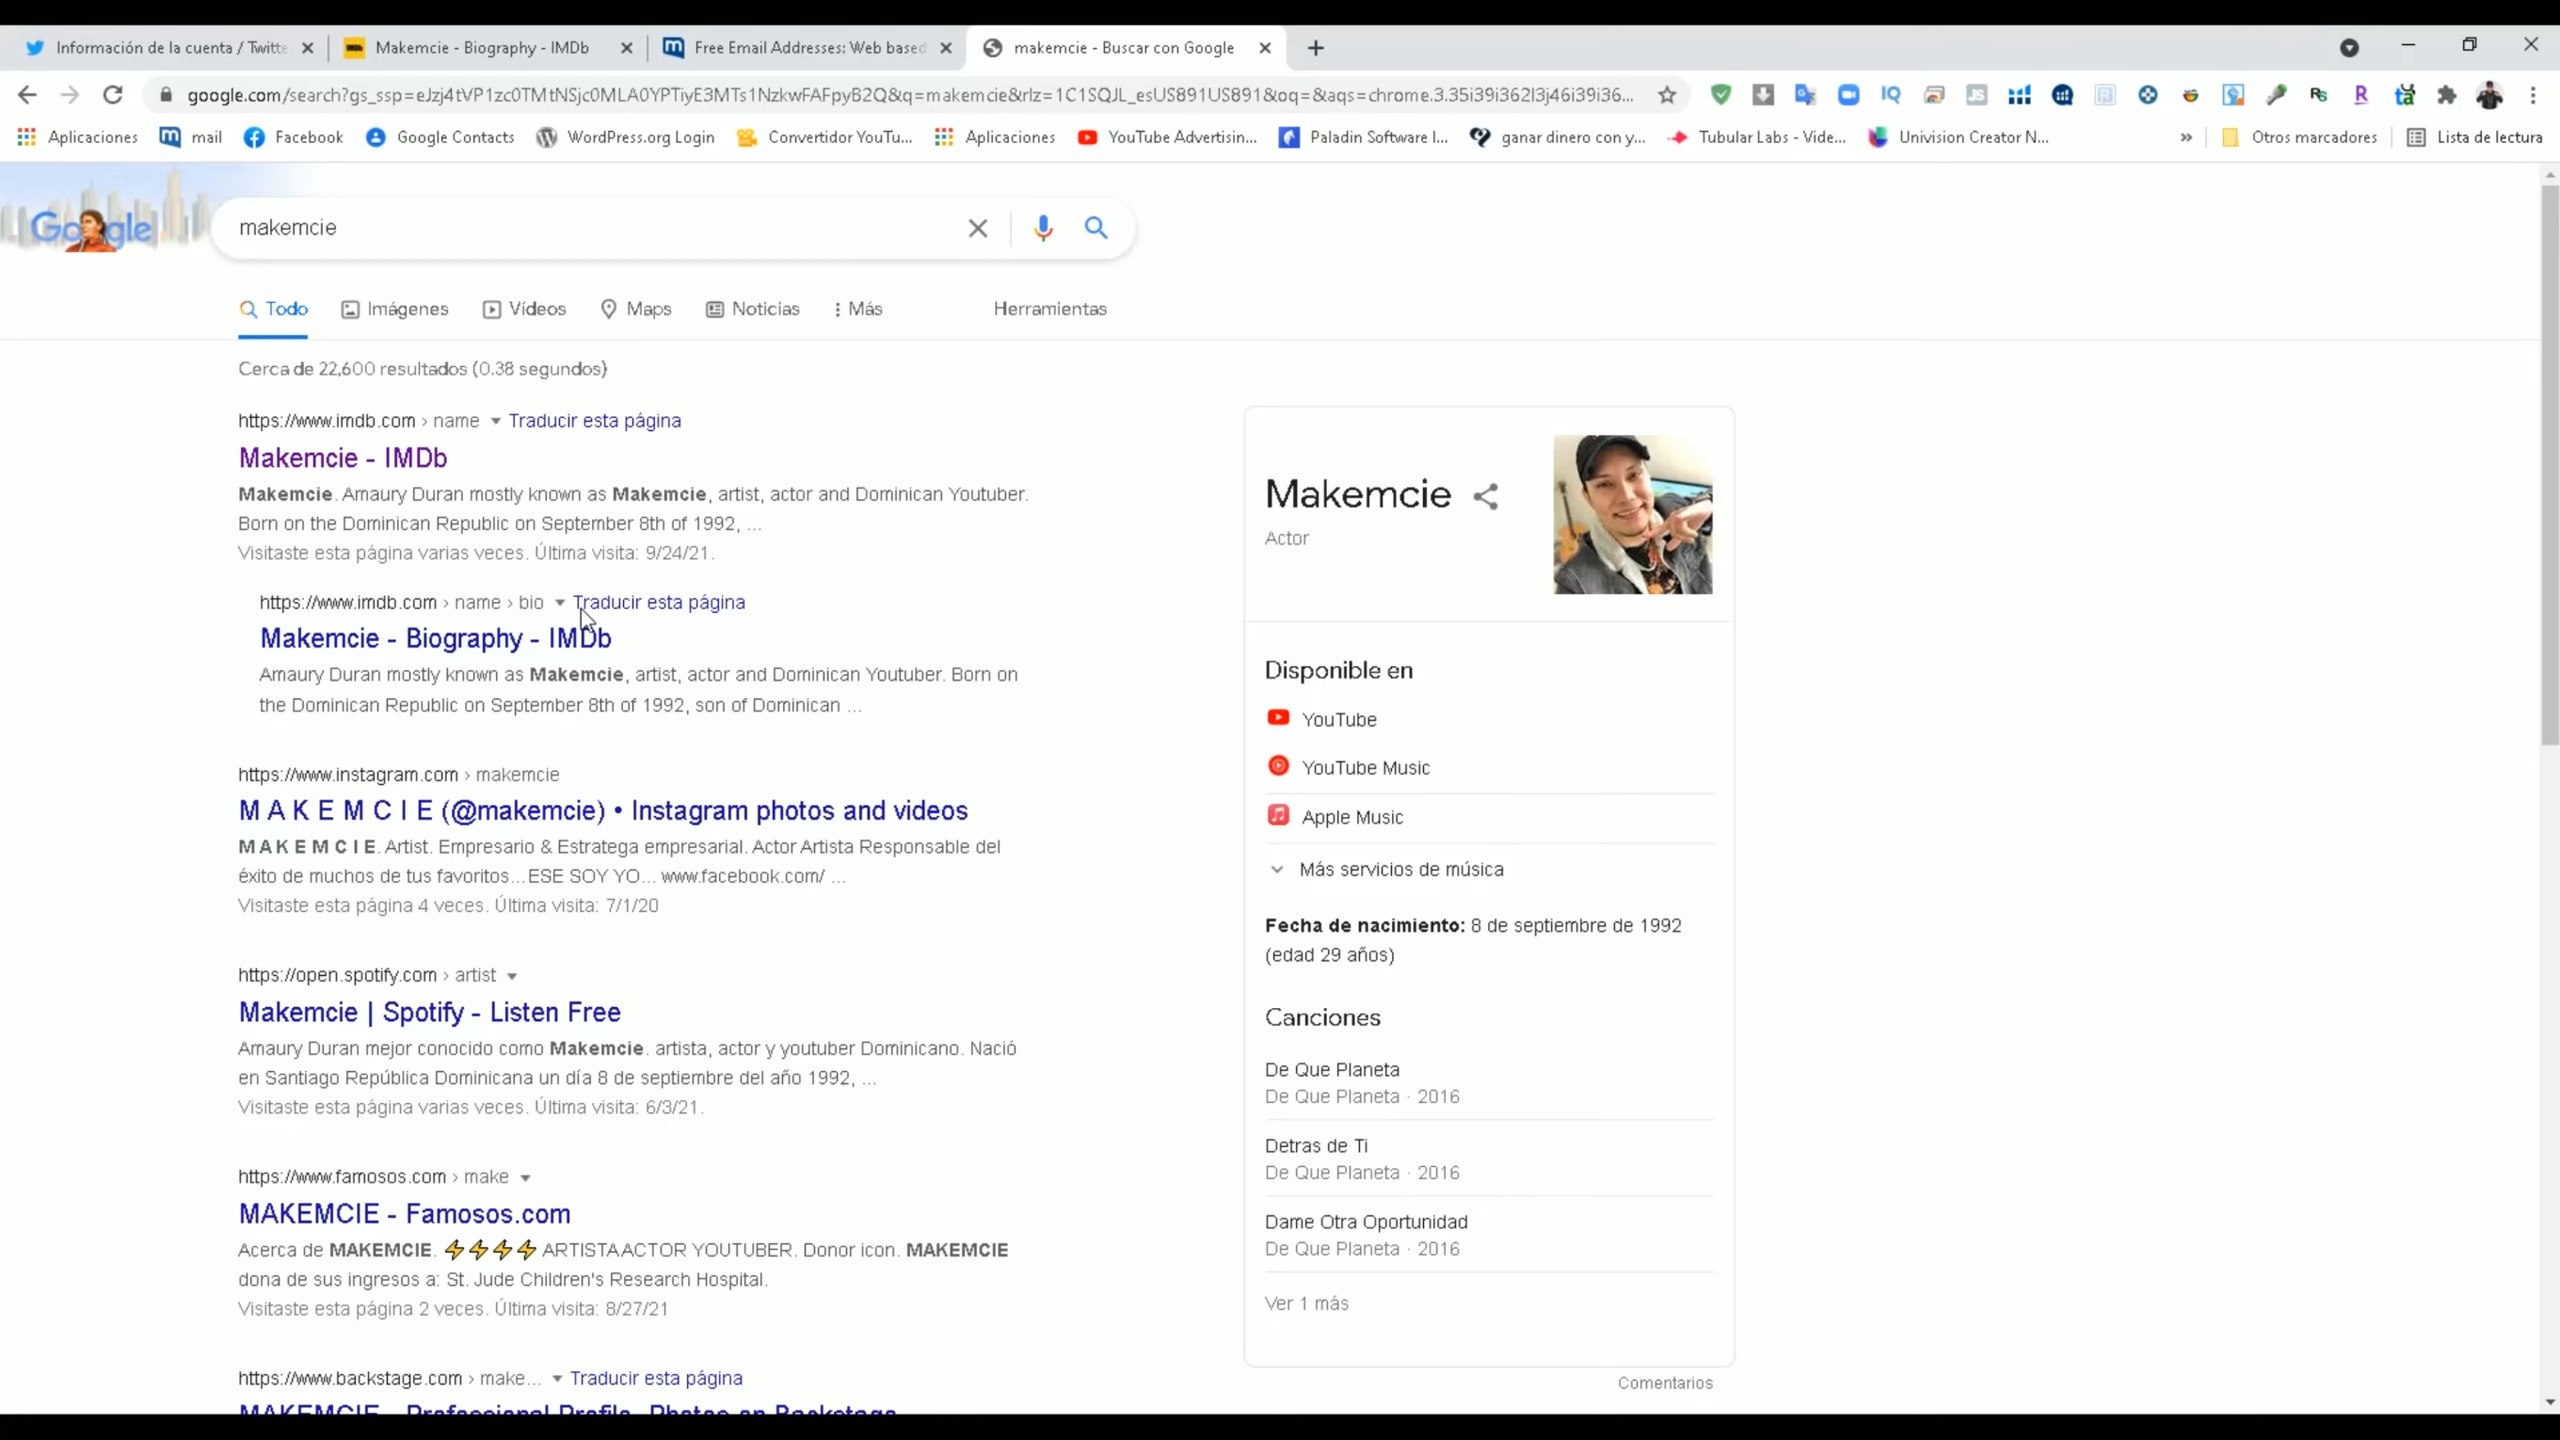 Información de la cuenta / Twitte
Makemcie - Biography - IMDb
Free Email Addresses: Web based
makemcie - Buscar con Google
google.com/search?gs_ssp=eJzj4tVP1zc0TMtNSjc0MLA0YPTiyE3MTs1NzkwFAFpyB2Q&q=makemcie&rlz=1C1SQJL_esUS891US891&oq=&aqs=chrome.3.35i39i362l3j46i39i36...
Aplicaciones
mail
Facebook
Google Contacts
WordPress.org Login
Convertidor YouTu...
Aplicaciones
YouTube Advertisin...
Paladin Software I...
ganar dinero con y...
Tubular Labs - Vide...
Univision Creator N...
»
Otros marcadores
Lista de lectura
Google
makemcie
Todo
Imágenes
Vídeos
Maps
Noticias
Más
Herramientas
Cerca de 22,600 resultados (0.38 segundos)
https://www.imdb.com › name Traducir esta página
Makemcie - IMDb
Makemcie. Amaury Duran mostly known as Makemcie, artist, actor and Dominican Youtuber.
Born on the Dominican Republic on September 8th of 1992, ...
Visitaste esta página varias veces. Última visita: 9/24/21.
https://www.imdb.com › name › bio Traducir esta página
Makemcie - Biography - IMDb
Amaury Duran mostly known as Makemcie, artist, actor and Dominican Youtuber. Born on
the Dominican Republic on September 8th of 1992, son of Dominican ...
https://www.instagram.com › makemcie
M A K E M C I E (@makemcie) • Instagram photos and videos
M A K E M C I E. Artist. Empresario & Estratega empresarial. Actor Artista Responsable del
éxito de muchos de tus favoritos...ESE SOY YO... www.facebook.com/ ...
Visitaste esta página 4 veces. Última visita: 7/1/20
https://open.spotify.com › artist
Makemcie | Spotify - Listen Free
Amaury Duran mejor conocido como Makemcie. artista, actor y youtuber Dominicano. Nació
en Santiago República Dominicana un día 8 de septiembre del año 1992, ...
Visitaste esta página varias veces. Última visita: 6/3/21.
https://www.famosos.com › make
MAKEMCIE - Famosos.com
Acerca de MAKEMCIE. ⚡⚡⚡⚡ ARTISTA ACTOR YOUTUBER. Donor icon. MAKEMCIE
dona de sus ingresos a: St. Jude Children's Research Hospital.
Visitaste esta página 2 veces. Última visita: 8/27/21
https://www.backstage.com › make... Traducir esta página
MAKEMCIE - Professional Profile, Photos on Backstage
Makemcie
Actor
Disponible en
YouTube
YouTube Music
Apple Music
Más servicios de música
Fecha de nacimiento: 8 de septiembre de 1992
(edad 29 años)
Canciones
De Que Planeta
De Que Planeta · 2016
Detras de Ti
De Que Planeta · 2016
Dame Otra Oportunidad
De Que Planeta · 2016
Ver 1 más
Comentarios